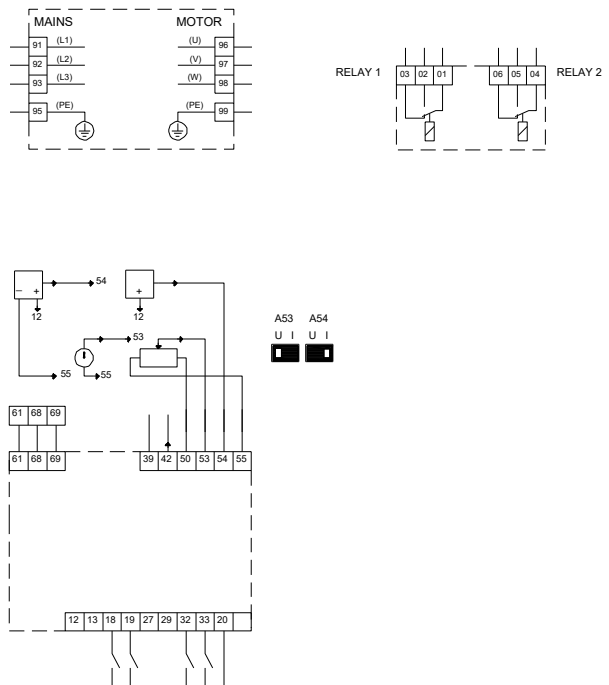 MAINS MOTOR
91 (L1) (U) 96
92 (L2) (V) 97
93 (L3) (W) 98
95 (PE) (PE) 99
RELAY 1 03 02 01 06 05 04 RELAY 2
54
− + +
12 12
53
55 55
A53 A54
U I U I
61 68 69
61 68 69 39 42 50 53 54 55
12 13 18 19 27 29 32 33 20